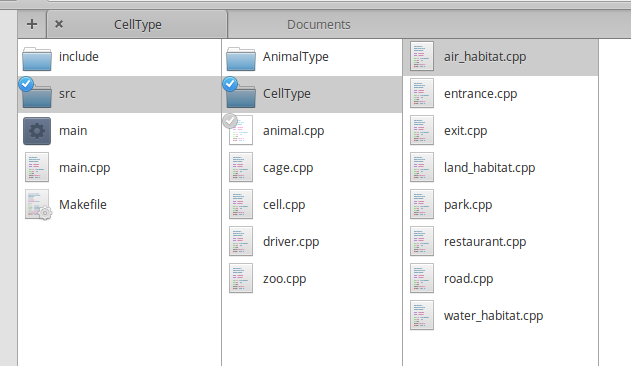 CellType
Documents
include
src
main
main.cpp
Makefile
AnimalType
CellType
animal.cpp
cage.cpp
cell.cpp
driver.cpp
zoo.cpp
air_habitat.cpp
entrance.cpp
exit.cpp
land_habitat.cpp
park.cpp
restaurant.cpp
road.cpp
water_habitat.cpp